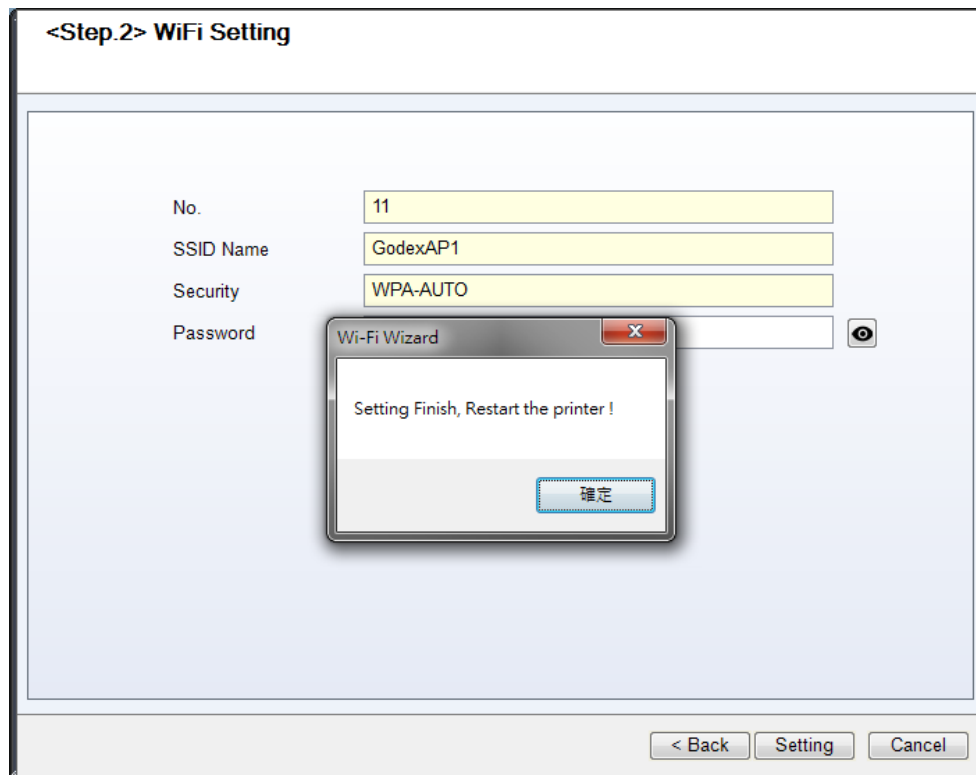 <Step.2> WiFi Setting
No. 11
SSID Name GodexAP1
Security WPA-AUTO
Password
Wi-Fi Wizard
Setting Finish, Restart the printer !
確定
< Back Setting Cancel